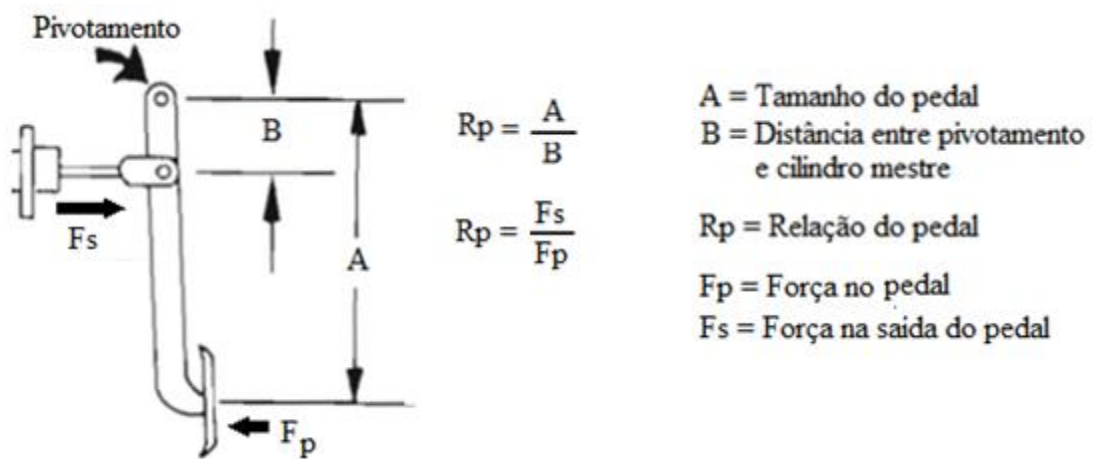 Pivotamento
B
Fs
A
Fp
Rp = A
B
Rp = Fs
Fp
A = Tamanho do pedal
B = Distância entre pivotamento
e cilindro mestre
Rp = Relação do pedal
Fp = Força no pedal
Fs = Força na saida do pedal